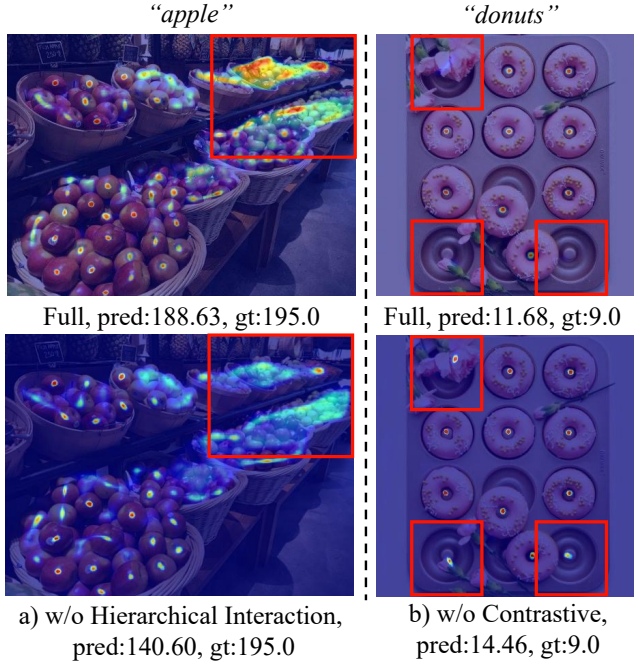 “apple”
“donuts”
Full, pred:188.63, gt:195.0
Full, pred:11.68, gt:9.0
a) w/o Hierarchical Interaction,
pred:140.60, gt:195.0
b) w/o Contrastive,
pred:14.46, gt:9.0